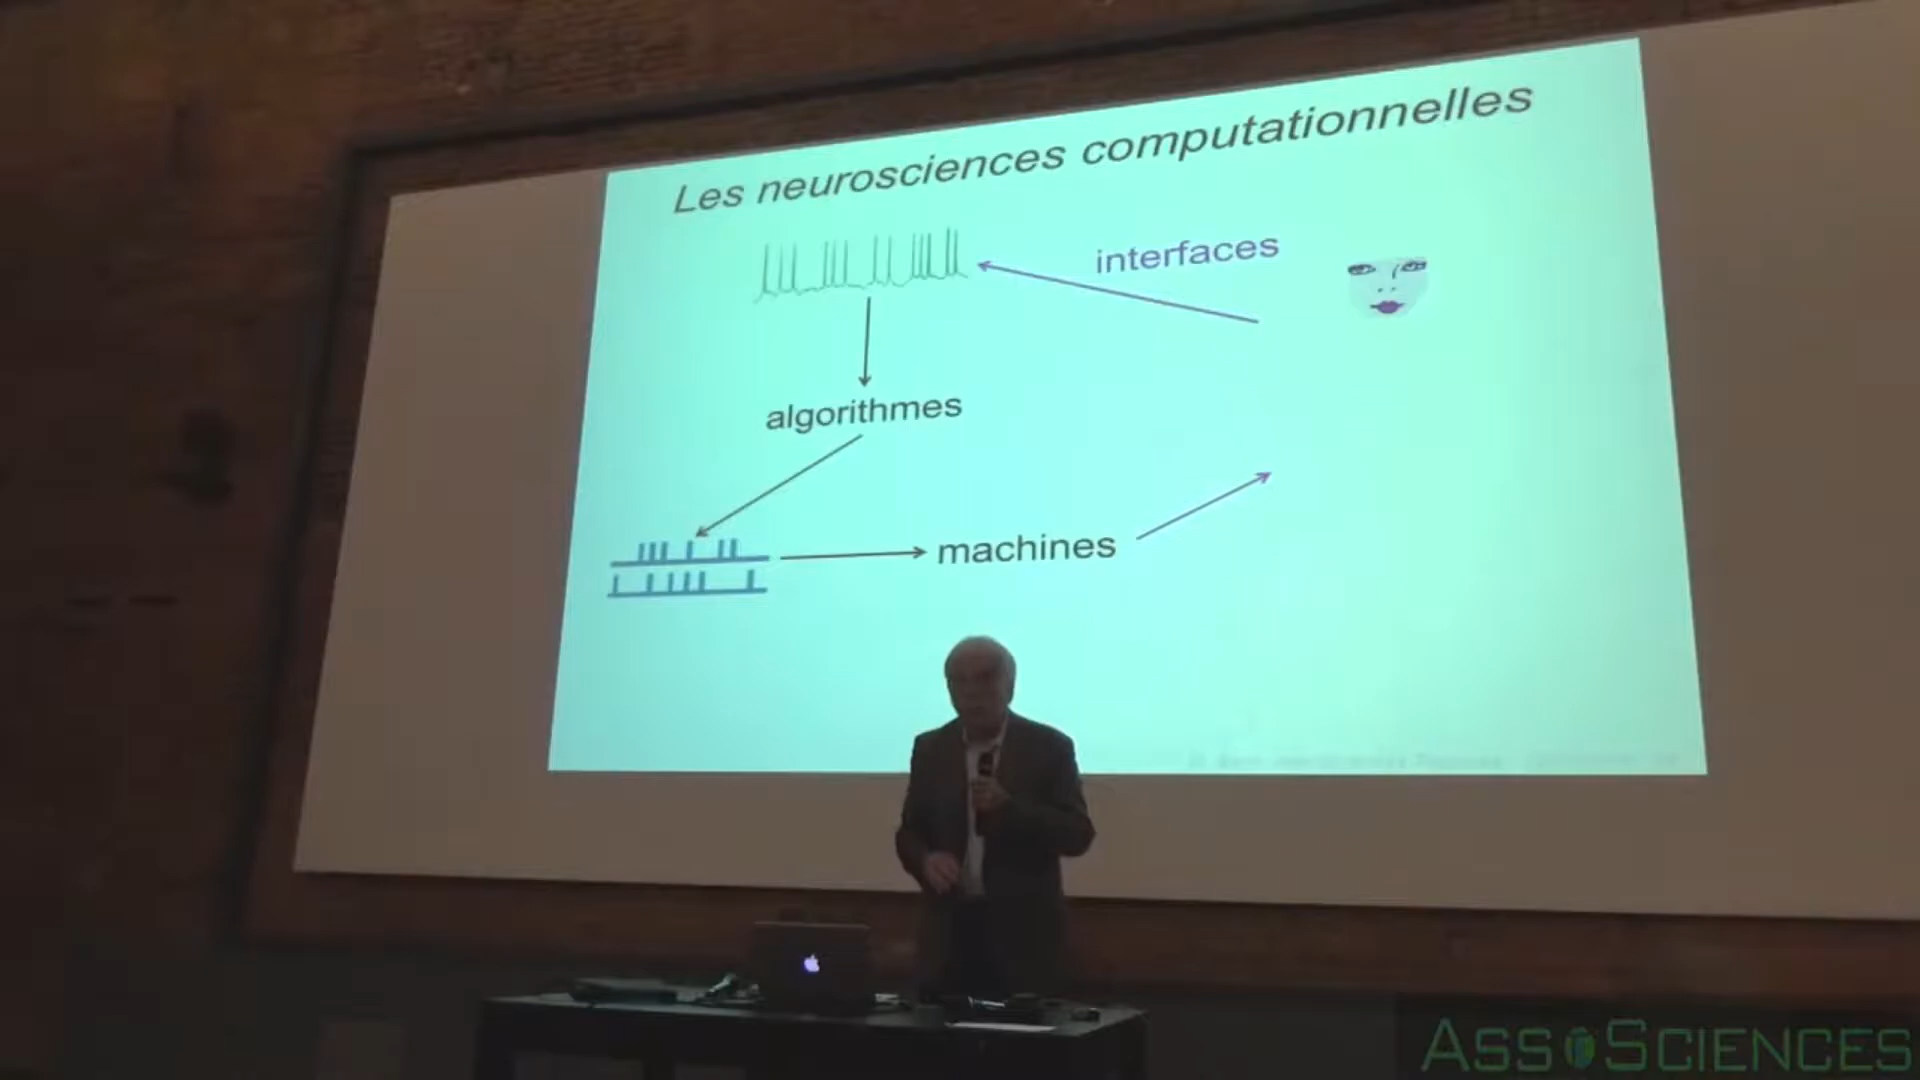 Les neurosciences computationnelles
interfaces
algorithmes
machines
ASSOSCIENCES